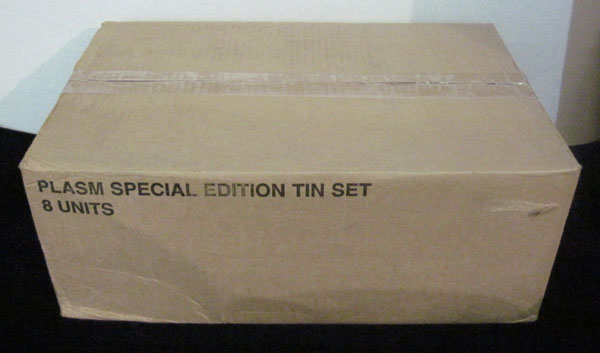 PLASM SPECIAL EDITION TIN SET
8 UNITS